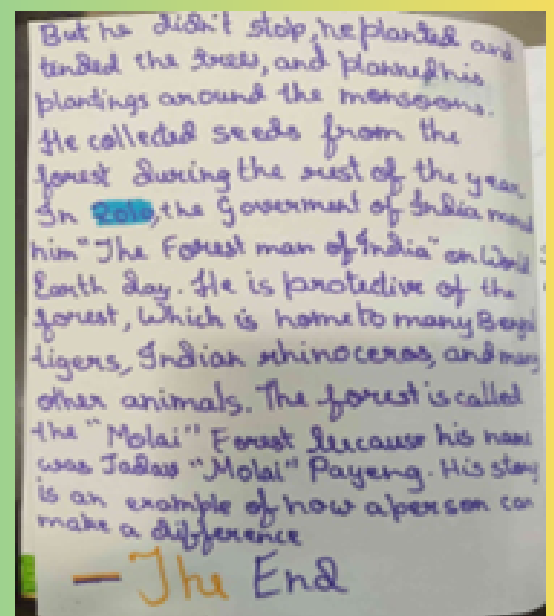 But he didn't stop, he planted and
tended the trees, and planned his
plantings around the monsoons.
He collected seeds from the
forest during the rest of the year
In 2010, the Goverment of India
him "The Forest man of India" on World
Earth day. He is protective of the
forest, Which is home to many Bengal
tigers, Indian rhinoceros, and many
other animals. The forest is called
the "Molai" Forest because his name
was Jadav "Molai" Payeng. His story
is an example of how a person can
make a difference
— The End